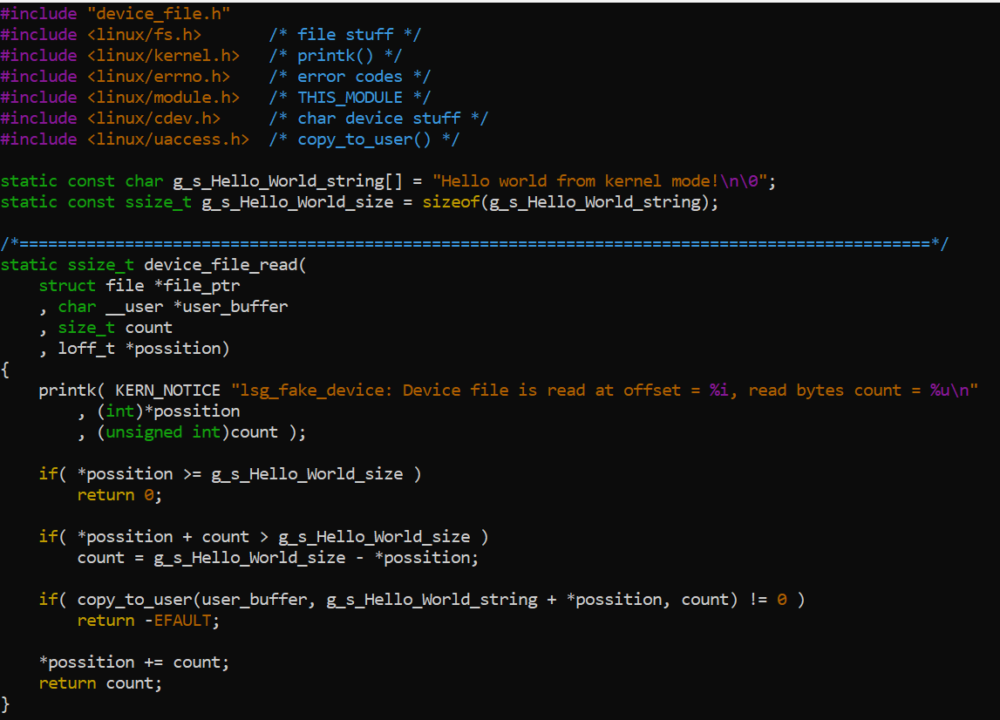 #include "device_file.h"
#include <linux/fs.h>       /* file stuff */
#include <linux/kernel.h>   /* printk() */
#include <linux/errno.h>    /* error codes */
#include <linux/module.h>   /* THIS_MODULE */
#include <linux/cdev.h>     /* char device stuff */
#include <linux/uaccess.h>  /* copy_to_user() */

static const char g_s_Hello_World_string[] = "Hello world from kernel mode!\n\0";
static const ssize_t g_s_Hello_World_size = sizeof(g_s_Hello_World_string);

/*===============================================================================================*/
static ssize_t device_file_read(
    struct file *file_ptr
    , char __user *user_buffer
    , size_t count
    , loff_t *possition)
{
    printk( KERN_NOTICE "lsg_fake_device: Device file is read at offset = %i, read bytes count = %u\n"
        , (int)*possition
        , (unsigned int)count );

    if( *possition >= g_s_Hello_World_size )
        return 0;

    if( *possition + count > g_s_Hello_World_size )
        count = g_s_Hello_World_size - *possition;

    if( copy_to_user(user_buffer, g_s_Hello_World_string + *possition, count) != 0 )
        return -EFAULT;

    *possition += count;
    return count;
}